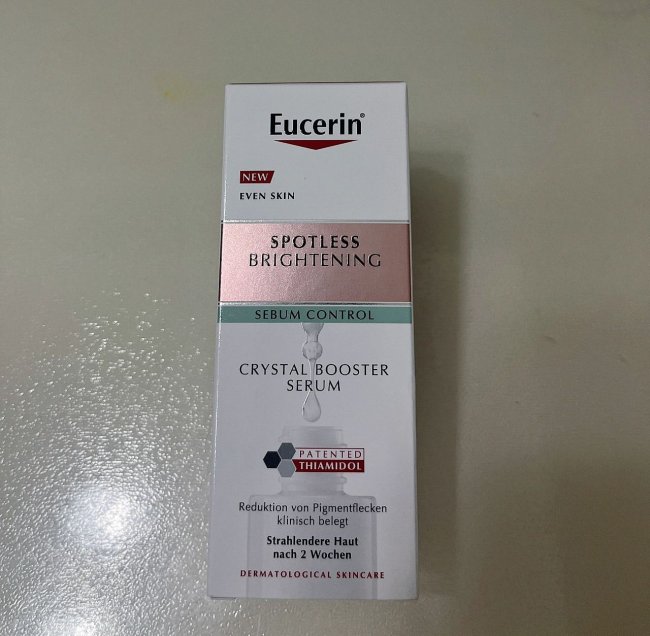 Eucerin®
NEW
EVEN SKIN
SPOTLESS
BRIGHTENING
SEBUM CONTROL
CRYSTAL BOOSTER
SERUM
PATENTED
THIAMIDOL
Reduktion von Pigmentflecken
klinisch belegt
Strahlendere Haut
nach 2 Wochen
DERMATOLOGICAL SKINCARE